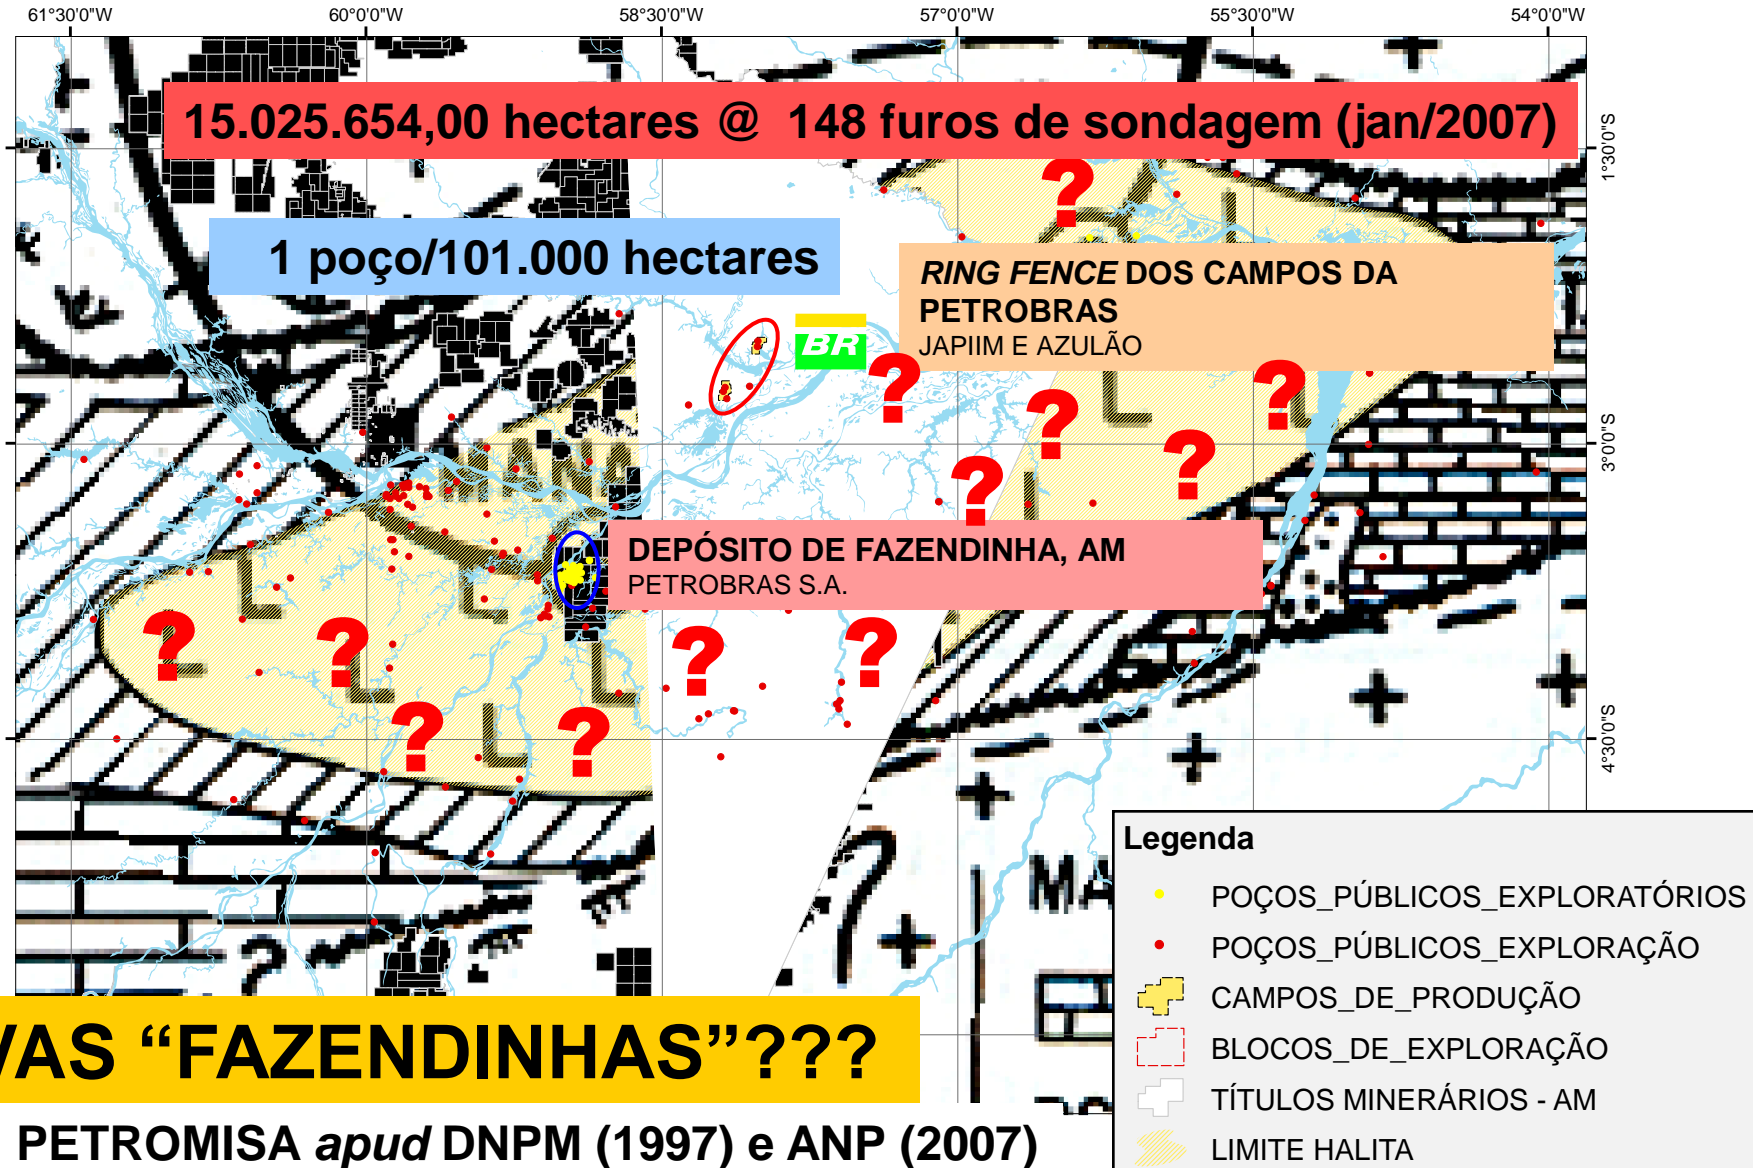 61°30'0"W 60°0'0"W 58°30'0"W 57°0'0"W 55°30'0"W 54°0'0"W
15.025.654,00 hectares @ 148 furos de sondagem (jan/2007)
1°30'0"S
1 poço/101.000 hectares
RING FENCE DOS CAMPOS DA
PETROBRAS
JAPIIM E AZULÃO
BR
3°0'0"S
MANA
DEPÓSITO DE FAZENDINHA, AM
PETROBRAS S.A.
4°30'0"S
MA
Legenda
POÇOS_PÚBLICOS_EXPLORATÓRIOS
POÇOS_PÚBLICOS_EXPLORAÇÃO
CAMPOS_DE_PRODUÇÃO
BLOCOS_DE_EXPLORAÇÃO
TÍTULOS MINERÁRIOS - AM
LIMITE HALITA
VAS “FAZENDINHAS”???
PETROMISA apud DNPM (1997) e ANP (2007)